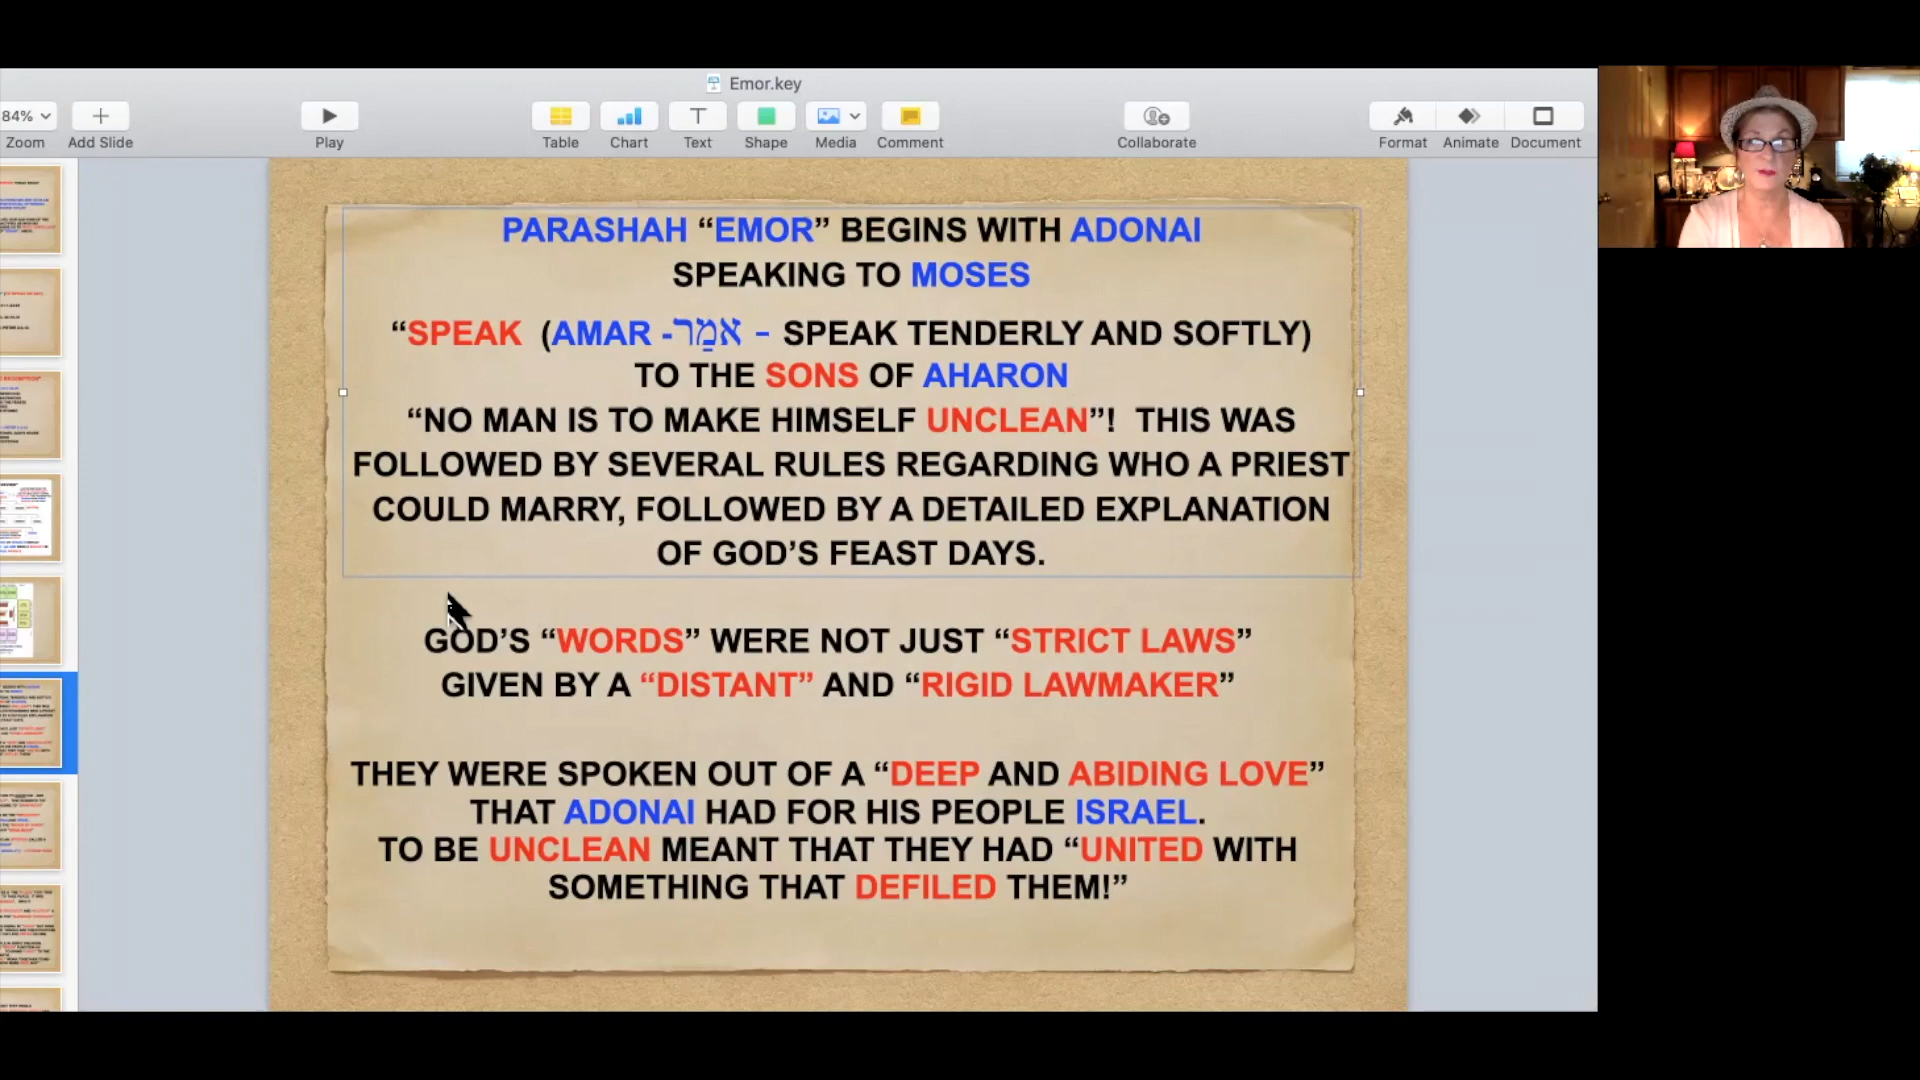 Emor.key
84%
Zoom
Add Slide
Play
Table
Chart
Text
Shape
Media
Comment
Collaborate
Format
Animate
Document
PARASHAH “EMOR” BEGINS WITH ADONAI
SPEAKING TO MOSES
“SPEAK (AMAR -אמַר – SPEAK TENDERLY AND SOFTLY)
TO THE SONS OF AHARON
“NO MAN IS TO MAKE HIMSELF UNCLEAN”! THIS WAS
FOLLOWED BY SEVERAL RULES REGARDING WHO A PRIEST
COULD MARRY, FOLLOWED BY A DETAILED EXPLANATION
OF GOD’S FEAST DAYS.
GOD’S “WORDS” WERE NOT JUST “STRICT LAWS”
GIVEN BY A “DISTANT” AND “RIGID LAWMAKER”
THEY WERE SPOKEN OUT OF A “DEEP AND ABIDING LOVE”
THAT ADONAI HAD FOR HIS PEOPLE ISRAEL.
TO BE UNCLEAN MEANT THAT THEY HAD “UNITED WITH
SOMETHING THAT DEFILED THEM!”